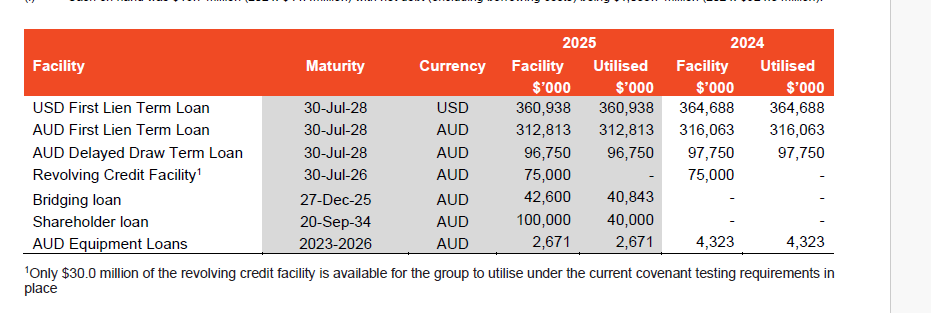 2025 2024
Facility Maturity Currency Facility Utilised Facility Utilised
$'000 $'000 $'000 $'000
USD First Lien Term Loan 30-Jul-28 USD 360,938 360,938 364,688 364,688
AUD First Lien Term Loan 30-Jul-28 AUD 312,813 312,813 316,063 316,063
AUD Delayed Draw Term Loan 30-Jul-28 AUD 96,750 96,750 97,750 97,750
Revolving Credit Facility¹ 30-Jul-26 AUD 75,000 - 75,000 -
Bridging loan 27-Dec-25 AUD 42,600 40,843 - -
Shareholder loan 20-Sep-34 AUD 100,000 40,000 - -
AUD Equipment Loans 2023-2026 AUD 2,671 2,671 4,323 4,323
¹Only $30.0 million of the revolving credit facility is available for the group to utilise under the current covenant testing requirements in
place